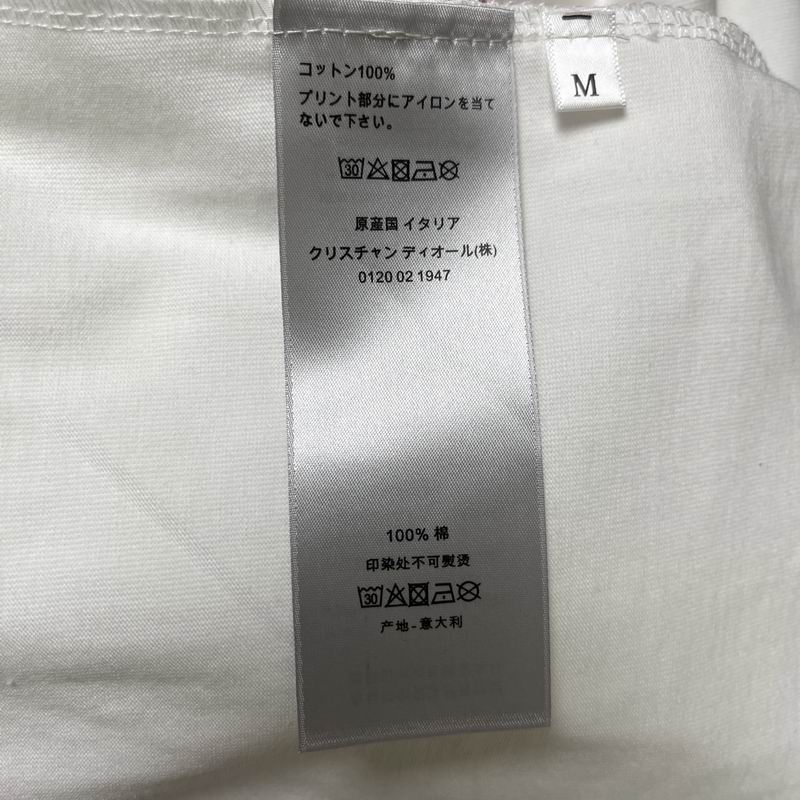 コットン100%
プリント部分にアイロンを当て
ないで下さい。
30
原産国 イタリア
クリスチャン ディオール(株)
0120 02 1947
100% 棉
印染处不可熨烫
30
产地-意大利
M